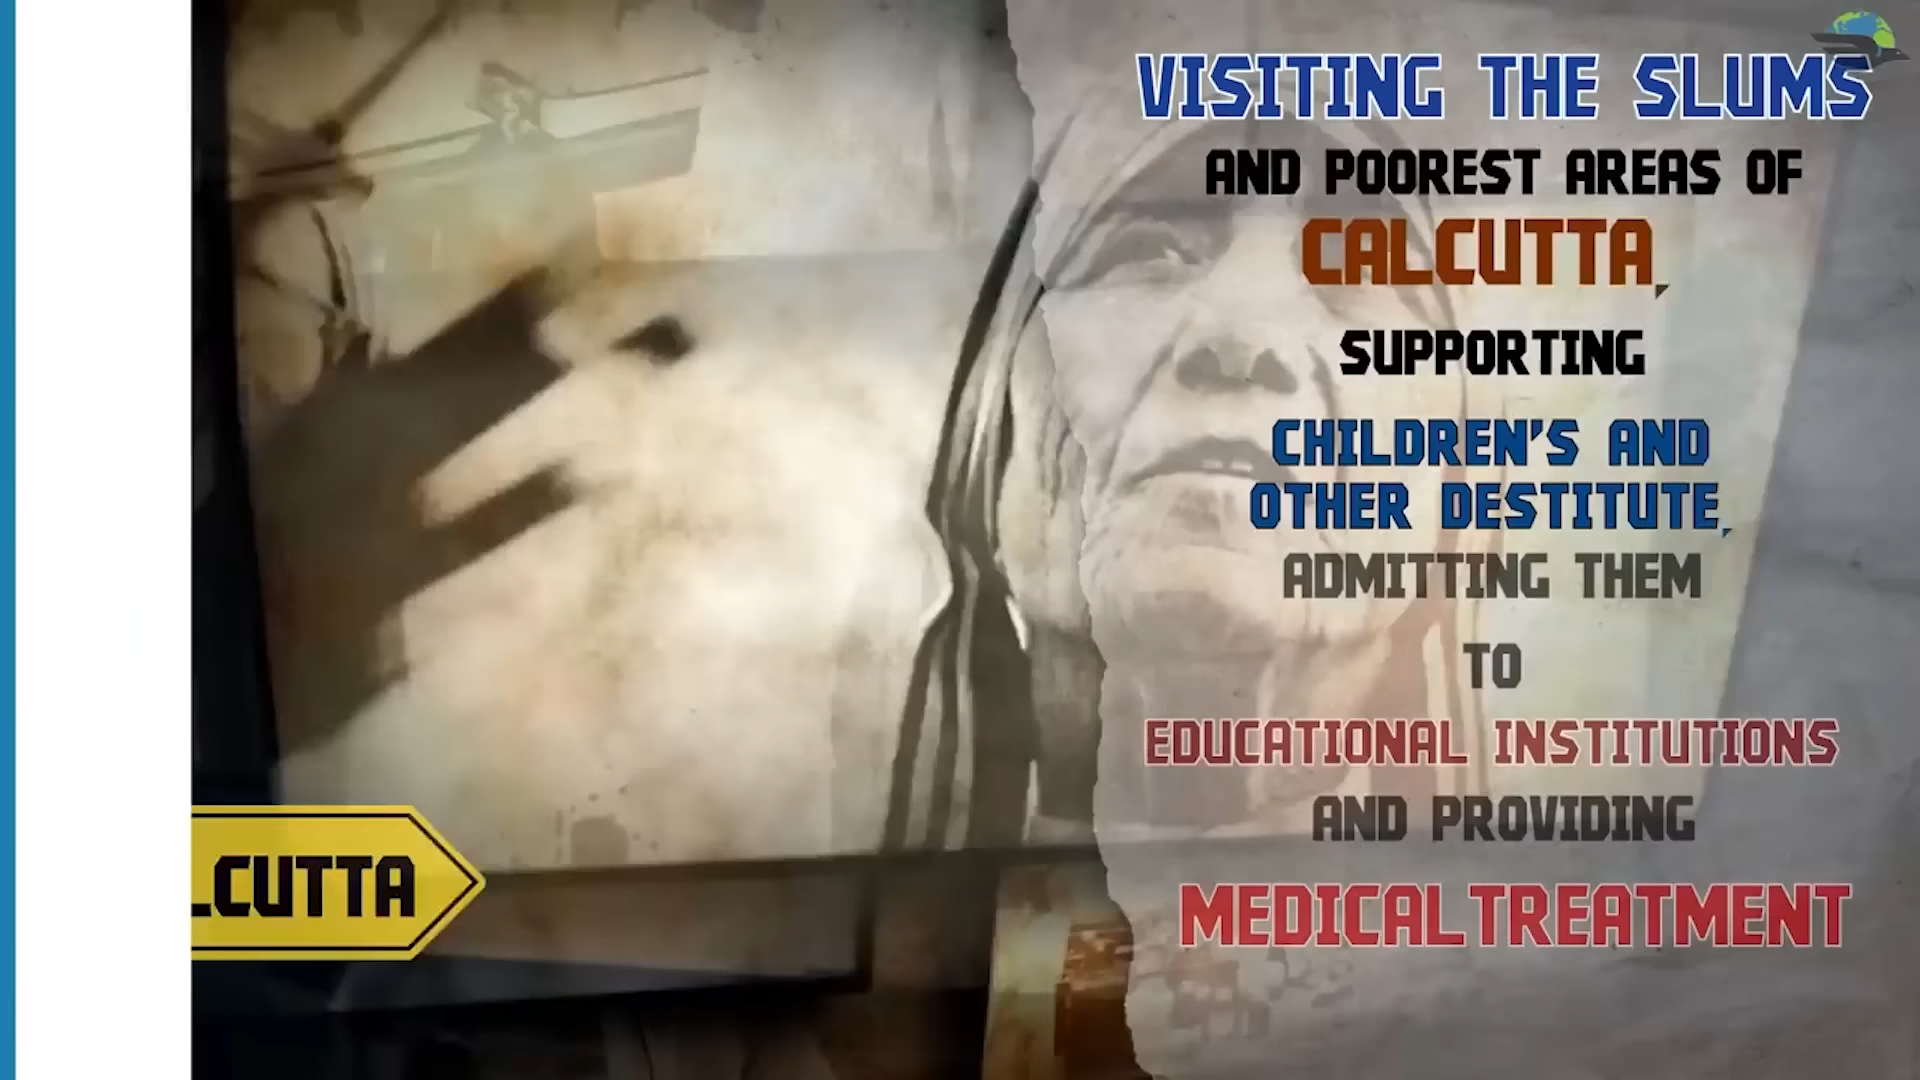 VISITING THE SLUMS
AND POOREST AREAS OF
CALCUTTA,
SUPPORTING
CHILDREN'S AND
OTHER DESTITUTE,
ADMITTING THEM
TO
EDUCATIONAL INSTITUTIONS
AND PROVIDING
MEDICAL TREATMENT
LCUTTA